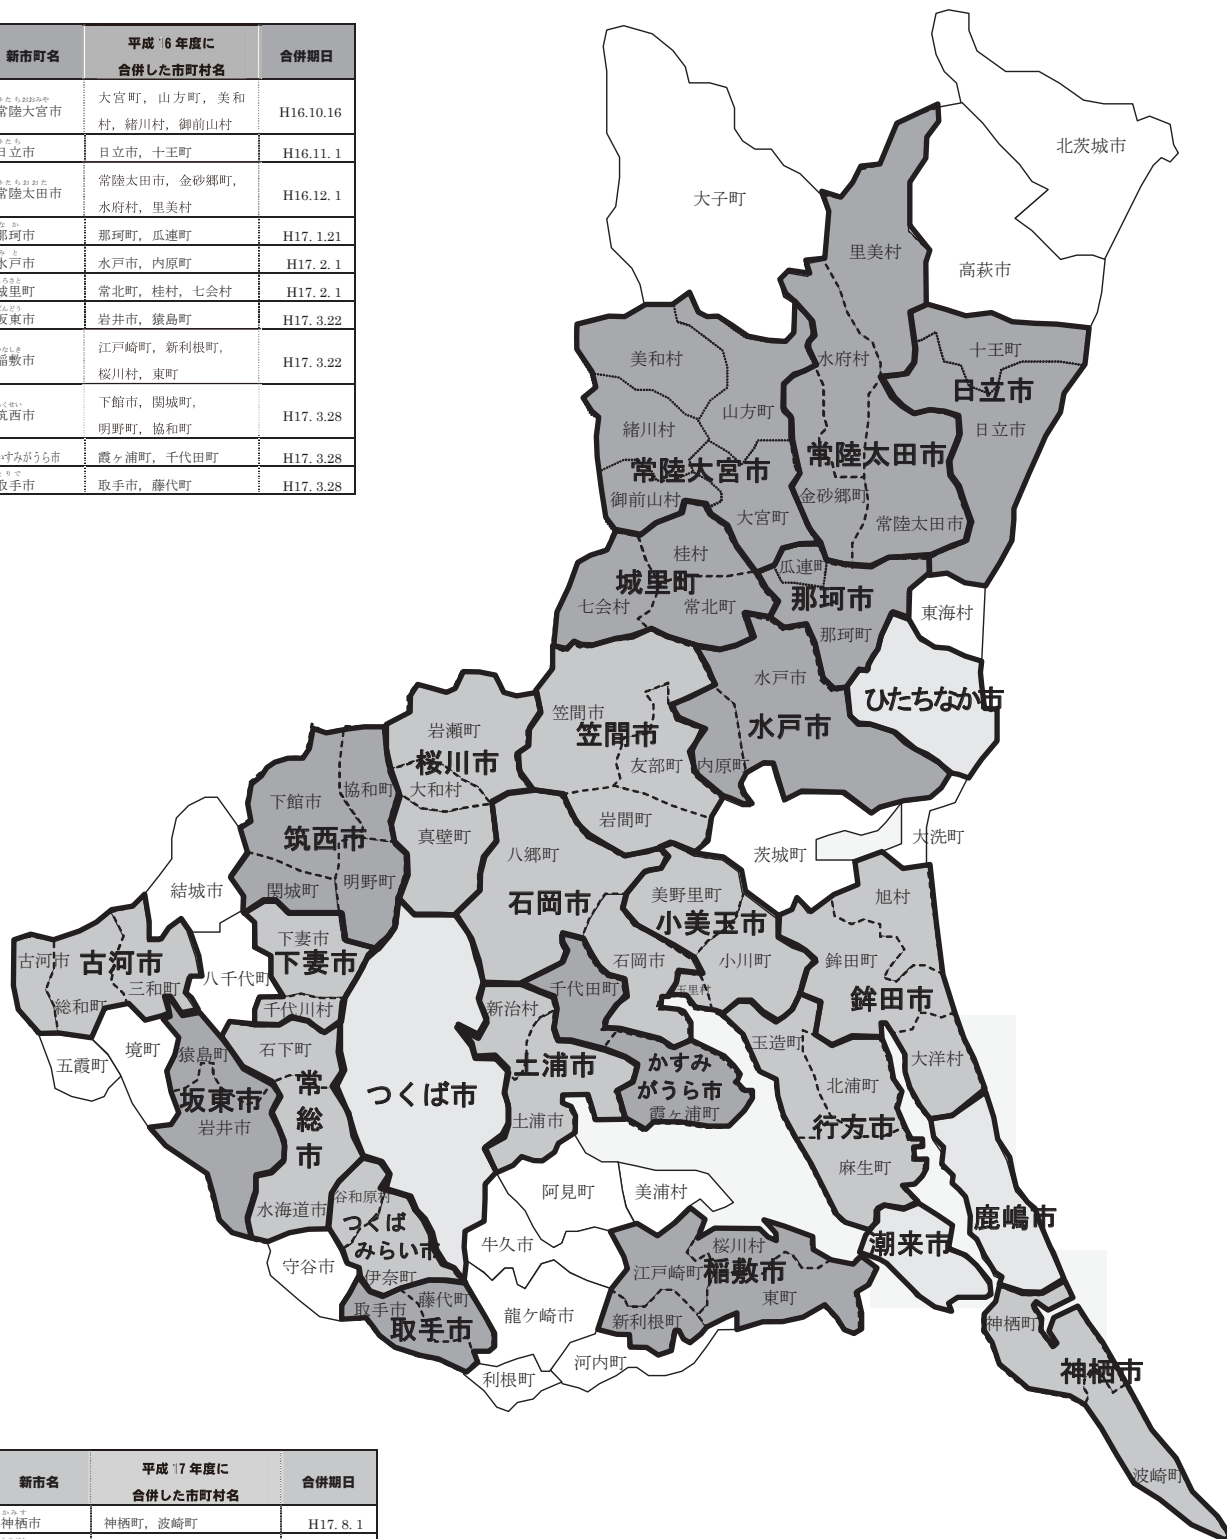 新市町名
平成16年度に
合併した市町村名
合併期日
常陸大宮市
大宮町，山方町，美和
村，緒川村，御前山村
H16.10.16
日立市
日立市，十王町
H16.11. 1
常陸太田市
常陸太田市，金砂郷町，
水府村，里美村
H16.12. 1
那珂市
那珂町，瓜連町
H17. 1.21
水戸市
水戸市，内原町
H17. 2. 1
城里町
常北町，桂村，七会村
H17. 2. 1
坂東市
岩井市，猿島町
H17. 3.22
稲敷市
江戸崎町，新利根町，
桜川村，東町
H17. 3.22
筑西市
下館市，関城町，
明野町，協和町
H17. 3.28
すみがうら市
霞ヶ浦町，千代田町
H17. 3.28
取手市
取手市，藤代町
H17. 3.28
北茨城市
大子町
里美村
高萩市
美和村
水府村
十王町
日立市
山方町
緒川村
日立市
常陸大宮市
常陸太田市
御前山村
金砂郷町
大宮町
常陸太田市
桂村
瓜連町
城里町
那珂市
七会村
常北町
東海村
那珂町
水戸市
ひたちなか市
笠間市
水戸市
岩瀬町
笠間市
桜川市
友部町
内原町
協和町
大和村
下館市
岩間町
筑西市
真壁町
大洗町
八郷町
茨城町
関城町
明野町
結城市
美野里町
旭村
石岡市
小美玉市
下妻市
古河市
古河市
下妻市
石岡市
小川町
鉾田町
八千代町
三和町
千代田町
玉里村
鉾田市
総和町
千代川村
新治村
境町
猿島町
石下町
玉造町
五霞町
土浦市
かすみ
がうら市
大洋村
常総市
つくば市
北浦町
坂東市
霞ヶ浦町
岩井市
土浦市
行方市
麻生町
水海道市
谷和原村
阿見町
美浦村
つくば
みらい市
鹿嶋市
潮来市
牛久市
桜川村
守谷市
伊奈町
江戸崎町
稲敷市
東町
取手市
藤代町
取手市
龍ケ崎市
新利根町
神栖町
河内町
利根町
神栖市
波崎町
新市名
平成17年度に
合併した市町村名
合併期日
かみす
神栖市
神栖町，波崎町
H17. 8. 1